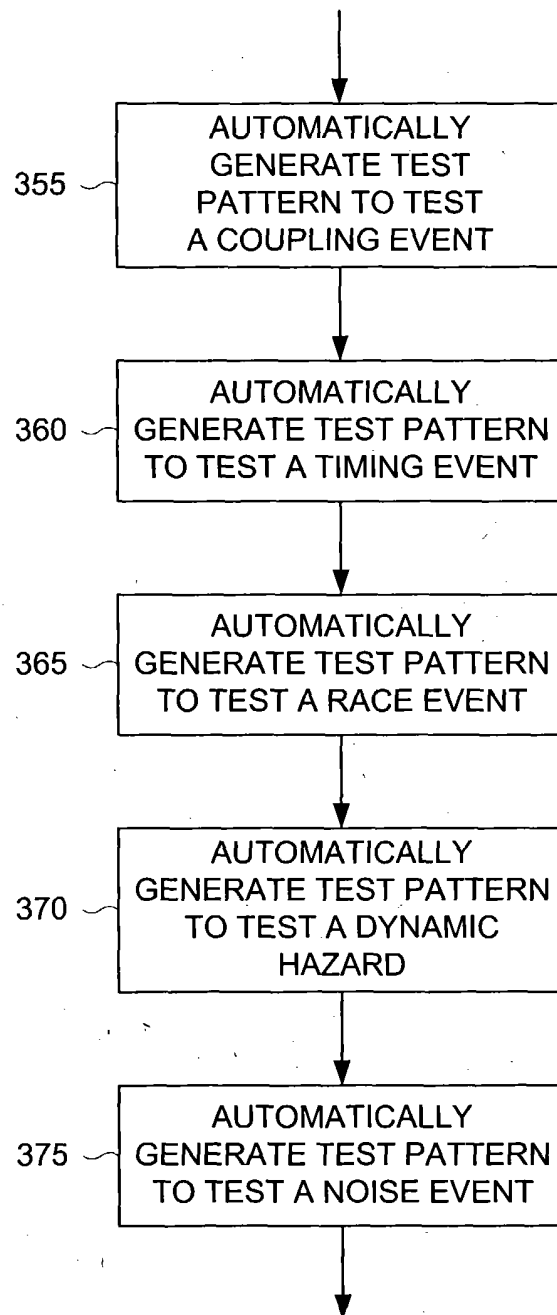 AUTOMATICALLY
GENERATE TEST
PATTERN TO TEST
A COUPLING EVENT
355
AUTOMATICALLY
GENERATE TEST PATTERN
TO TEST A TIMING EVENT
360
AUTOMATICALLY
GENERATE TEST PATTERN
TO TEST A RACE EVENT
365
AUTOMATICALLY
GENERATE TEST PATTERN
TO TEST A DYNAMIC
HAZARD
370
AUTOMATICALLY
GENERATE TEST PATTERN
TO TEST A NOISE EVENT
375